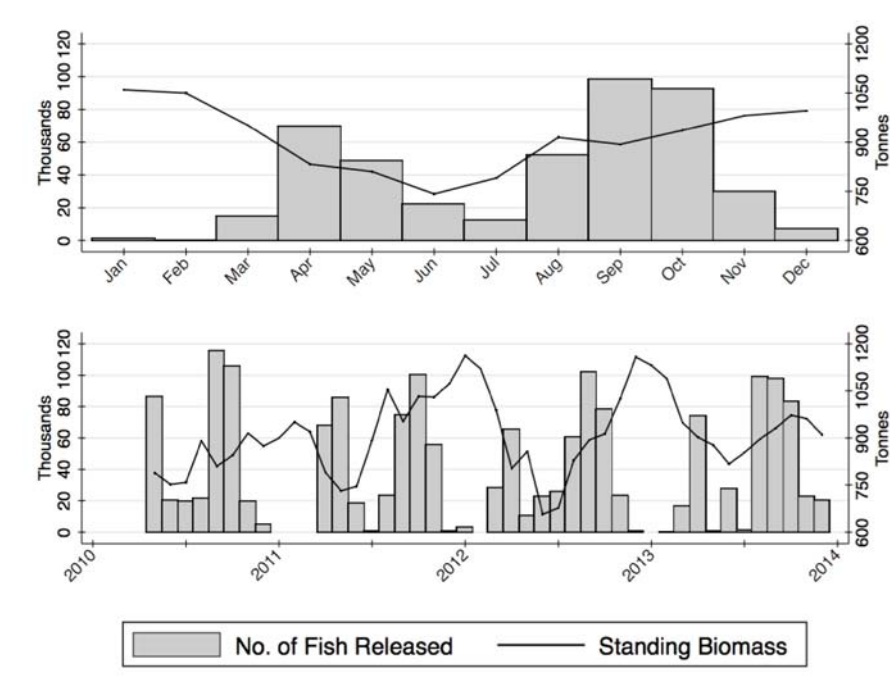 Thousands
0 20 40 60 80 100 120
600 750 900 1050 1200
Tonnes
Jan Feb Mar Apr May Jun Jul Aug Sep Oct Nov Dec
Thousands
0 20 40 60 80 100 120
600 750 900 1050 1200
Tonnes
2010 2011 2012 2013 2014
No. of Fish Released Standing Biomass